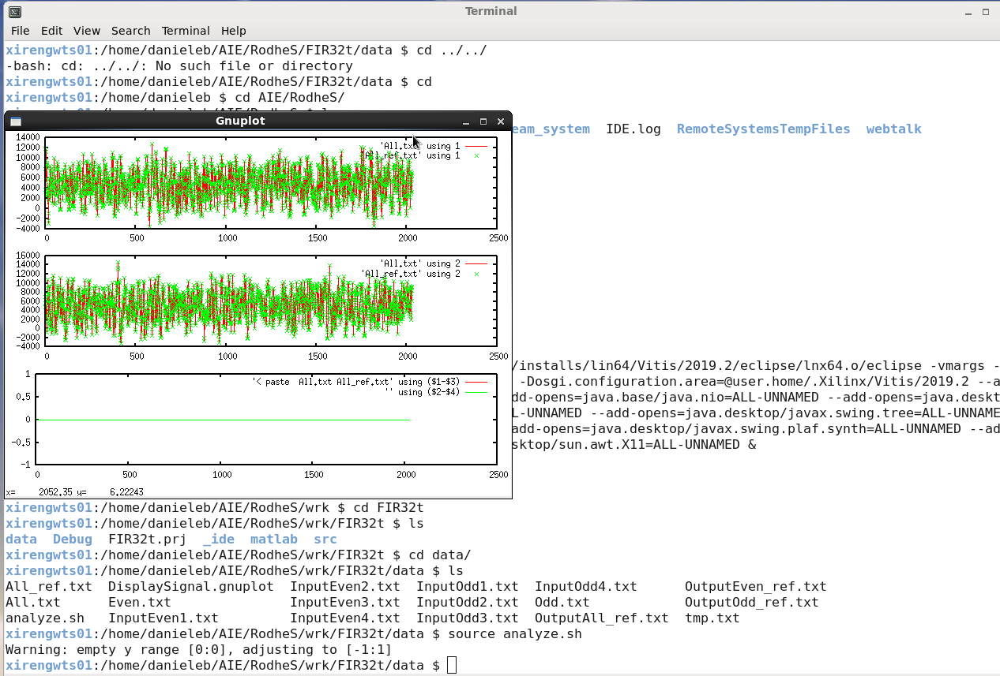 Terminal
File Edit View Search Terminal Help
xirengwts01:/home/danieleb/AIE/RodheS/FIR32t/data $ cd ../../
-bash: cd: ../../: No such file or directory
xirengwts01:/home/danieleb/AIE/RodheS/FIR32t/data $ cd
xirengwts01:/home/danieleb $ cd AIE/RodheS/
eam_system IDE.log RemoteSystemsTempFiles webtalk
Gnuplot
14000
12000
10000
8000
6000
4000
2000
0
-2000
-4000
'All.txt' using 1
'All_ref.txt' using 1
0 500 1000 1500 2000 2500
16000
14000
12000
10000
8000
6000
4000
2000
0
-2000
-4000
'All.txt' using 2
'All_ref.txt' using 2
0 500 1000 1500 2000 2500
1
0.5
0
-0.5
-1
'< paste All.txt All_ref.txt' using ($1-$3)
'' using ($2-$4)
0 500 1000 1500 2000 2500
x= 2052.35 y= 6.22243
/installs/lin64/Vitis/2019.2/eclipse/lnx64.o/eclipse -vmargs -
-Dosgi.configuration.area=@user.home/.Xilinx/Vitis/2019.2 --a
dd-opens=java.base/java.nio=ALL-UNNAMED --add-opens=java.deskt
L-UNNAMED --add-opens=java.desktop/javax.swing.tree=ALL-UNNAME
add-opens=java.desktop/javax.swing.plaf.synth=ALL-UNNAMED --ad
sktop/sun.awt.X11=ALL-UNNAMED &
xirengwts01:/home/danieleb/AIE/RodheS/wrk $ cd FIR32t
xirengwts01:/home/danieleb/AIE/RodheS/wrk/FIR32t $ ls
data Debug FIR32t.prj _ide matlab src
xirengwts01:/home/danieleb/AIE/RodheS/wrk/FIR32t $ cd data/
xirengwts01:/home/danieleb/AIE/RodheS/wrk/FIR32t/data $ ls
All_ref.txt DisplaySignal.gnuplot InputEven2.txt InputOdd1.txt InputOdd4.txt OutputEven_ref.txt
All.txt Even.txt InputEven3.txt InputOdd2.txt Odd.txt OutputOdd_ref.txt
analyze.sh InputEven1.txt InputEven4.txt InputOdd3.txt OutputAll_ref.txt tmp.txt
xirengwts01:/home/danieleb/AIE/RodheS/wrk/FIR32t/data $ source analyze.sh
Warning: empty y range [0:0], adjusting to [-1:1]
xirengwts01:/home/danieleb/AIE/RodheS/wrk/FIR32t/data $